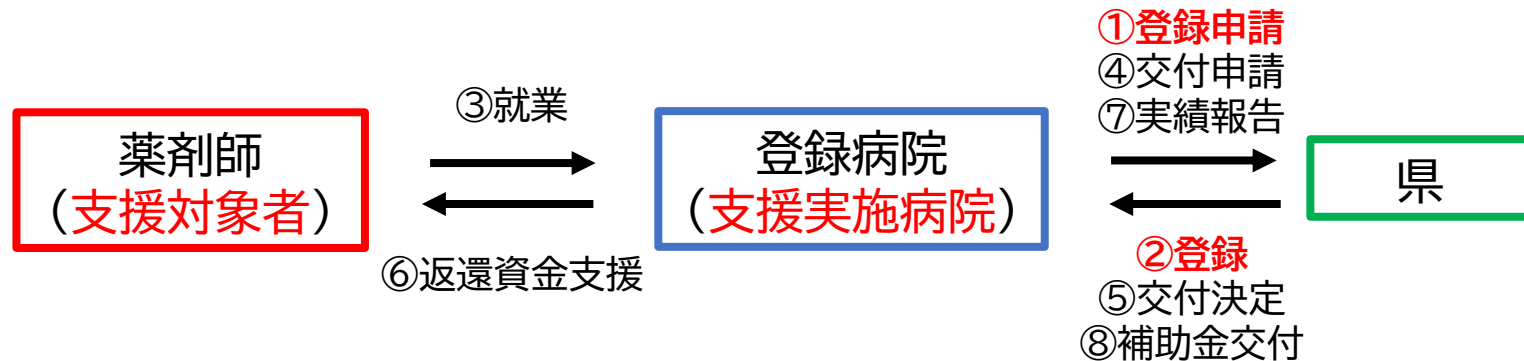 ①登録申請
④交付申請
⑦実績報告
③就業
薬剤師
（支援対象者）
登録病院
（支援実施病院）
県
⑥返還資金支援
②登録
⑤交付決定
⑧補助金交付